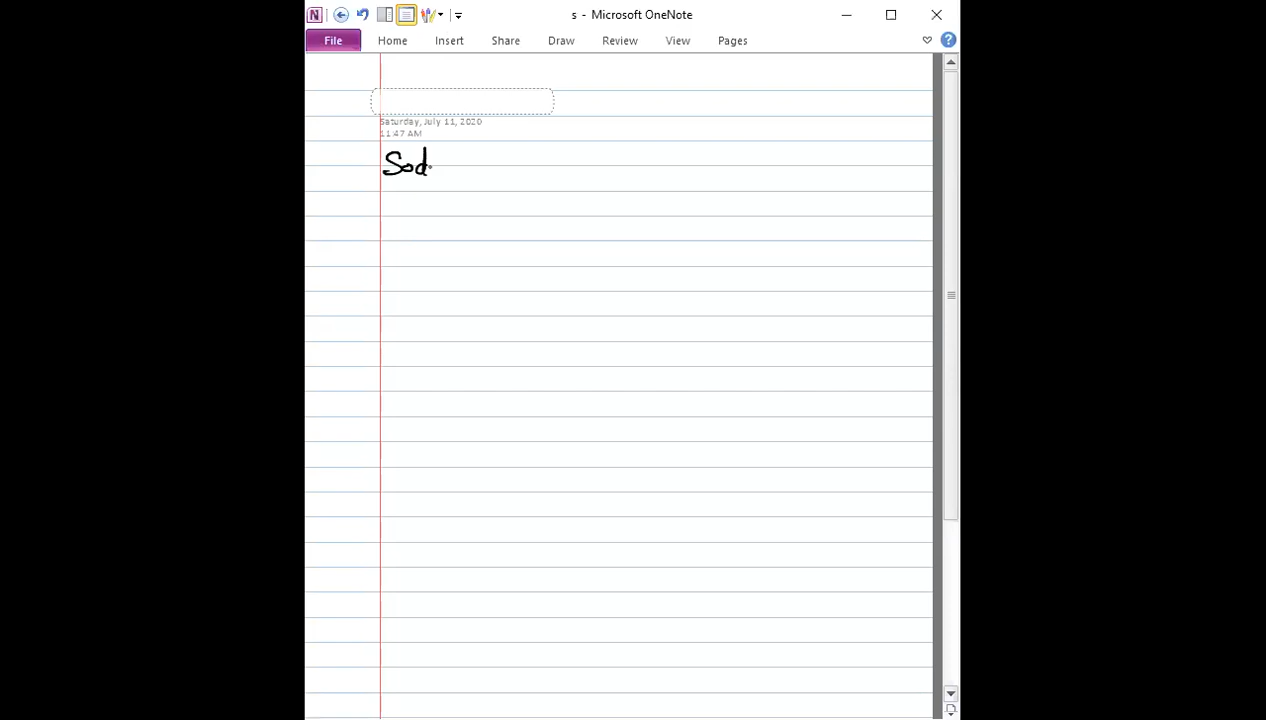 s - Microsoft OneNote
File Home Insert Share Draw Review View Pages
Saturday, July 11, 2020
11:47 AM
Sod